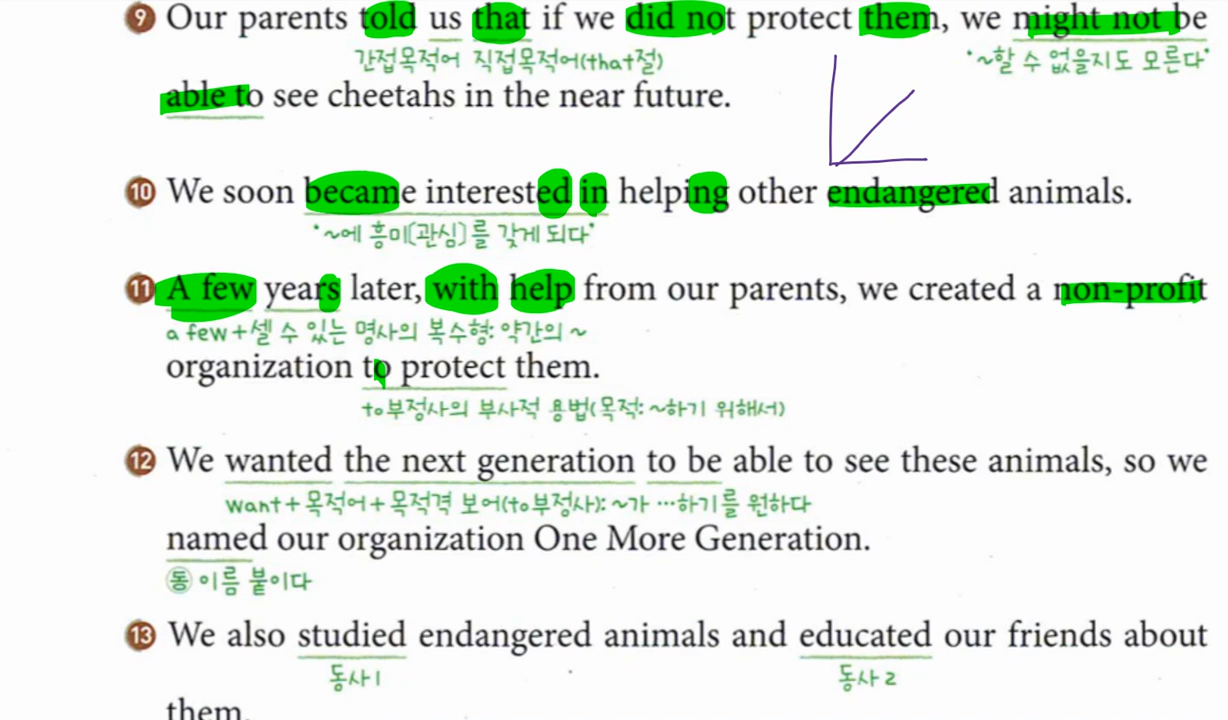 9 Our parents told us that if we did not protect them, we might not be
간접목적어 직접목적어(that절) '~할 수 없을지도 모른다'
able to see cheetahs in the near future.
10 We soon became interested in helping other endangered animals.
'~에 흥미[관심]를 갖게 되다'
11 A few years later, with help from our parents, we created a non-profit
a few+셀 수 있는 명사의 복수형: 약간의 ~
organization to protect them.
to부정사의 부사적 용법(목적: ~하기 위해서)
12 We wanted the next generation to be able to see these animals, so we
want+목적어+목적격 보어(to부정사): ~가 …하기를 원하다
named our organization One More Generation.
동 이름 붙이다
13 We also studied endangered animals and educated our friends about
동사1 동사2
them.